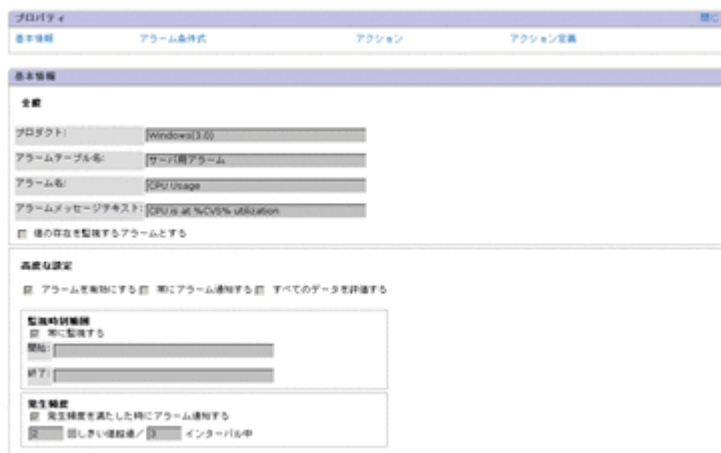 プロパティ 閉じ
基本情報 アラーム条件式 アクション アクション定義
基本情報
全般
プロダクト: Windows(3.0)
アラームテーブル名: サーバ用アラーム
アラーム名: CPU Usage
アラームメッセージテキスト: CPU is at %CVS% utilization
値の存在を監視するアラームとする
高度な設定
アラームを有効にする 常にアラーム通知する すべてのデータを評価する
監視時刻範囲
常に監視する
開始:
終了:
発生頻度
発生頻度を満たした時にアラーム通知する
2 回しきい値超過/ 3 インターバル中